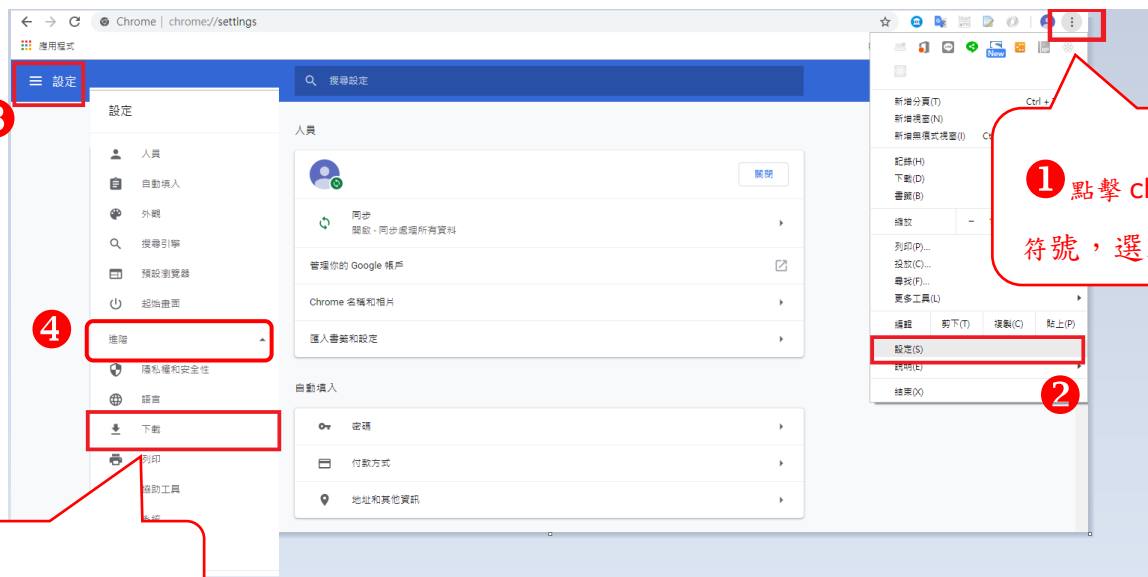 Chrome | chrome://settings
應用程式
New
設定
搜尋設定
3
設定
人員
自動填入
外觀
搜尋引擎
預設瀏覽器
起始畫面
4
進階
隱私權和安全性
語言
下載
列印
協助工具
系統
人員
關閉
同步
開啟 - 同步處理所有資料
管理你的 Google 帳戶
Chrome 名稱和相片
匯入書籤和設定
自動填入
密碼
付款方式
地址和其他資訊
新增分頁(T) Ctrl +
新增視窗(N)
新增無痕式視窗(I)
記錄(H)
下載(D)
書籤(B)
縮放 -
列印(P)...
投放(C)...
尋找(F)...
更多工具(L)
編輯 剪下(T) 複製(C) 貼上(P)
設定(S)
說明(E)
結束(X)
2
1 點擊 c
符號，選